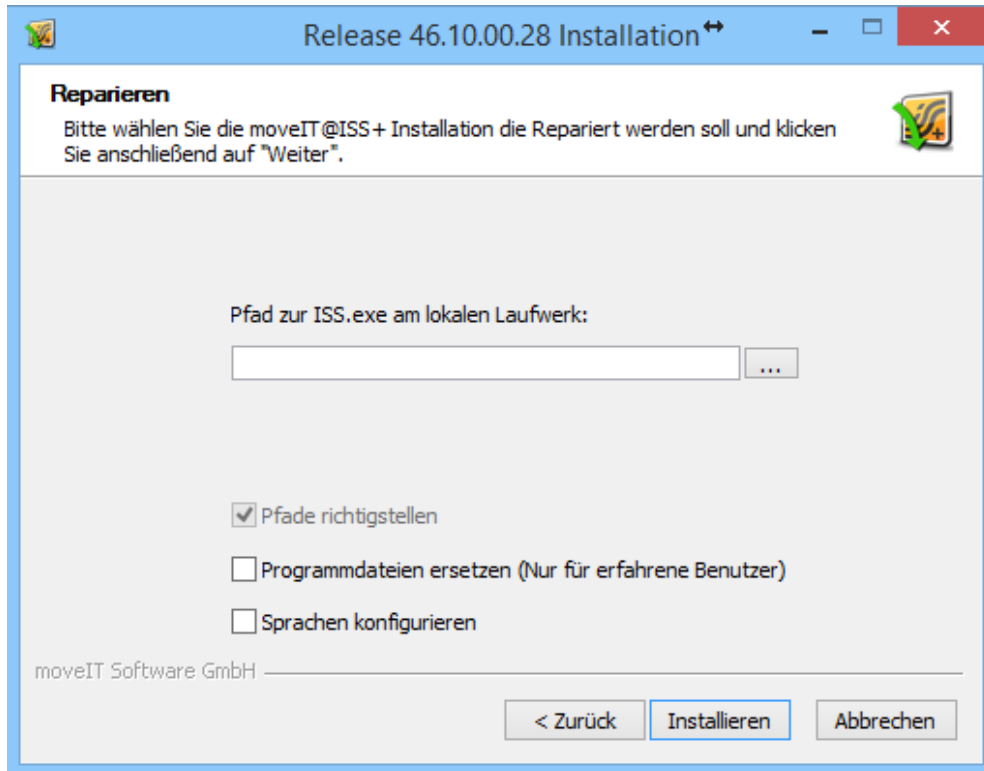 Release 46.10.00.28 Installation
Reparieren
Bitte wählen Sie die moveIT@ISS+ Installation die Repariert werden soll und klicken
Sie anschließend auf "Weiter".
Pfad zur ISS.exe am lokalen Laufwerk:
...
Pfade richtigstellen
Programmdateien ersetzen (Nur für erfahrene Benutzer)
Sprachen konfigurieren
moveIT Software GmbH
< Zurück Installieren Abbrechen